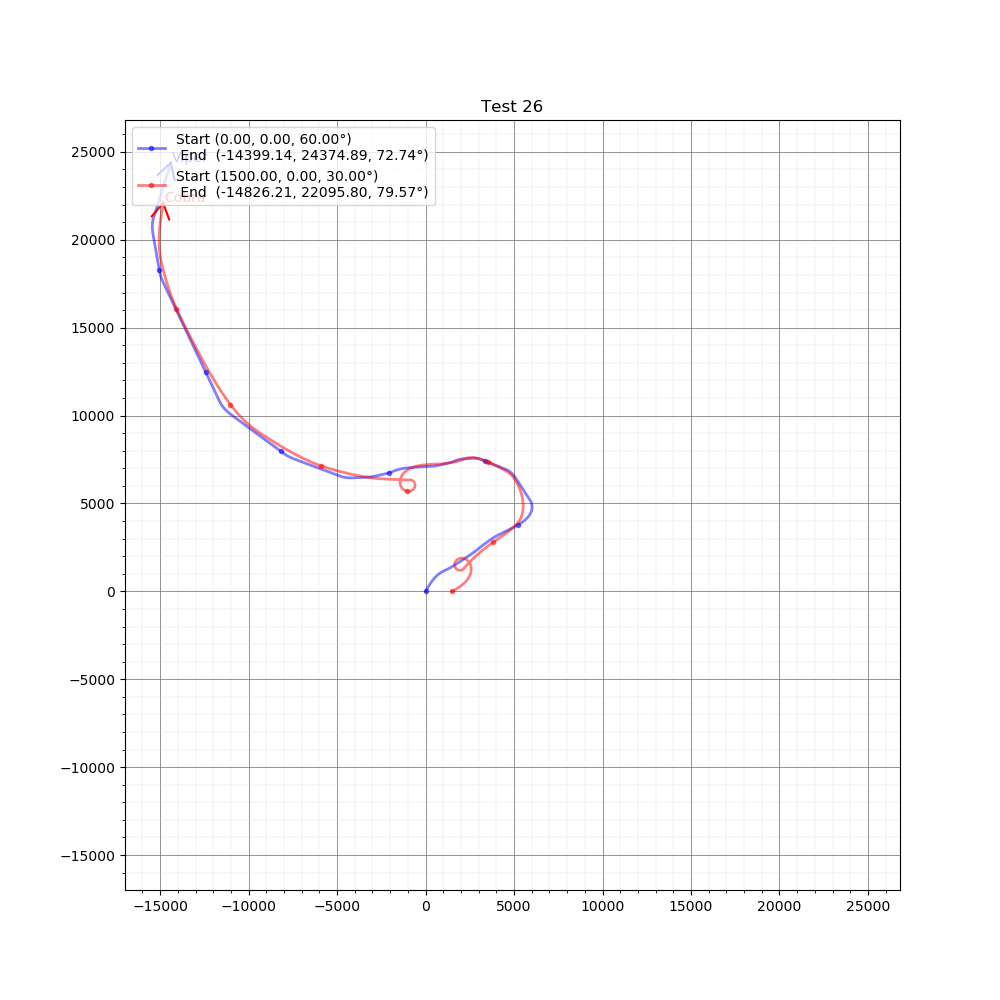 Test 26
Start (0.00, 0.00, 60.00°)
End (-14399.14, 24374.89, 72.74°)
Start (1500.00, 0.00, 30.00°)
End (-14826.21, 22095.80, 79.57°)
Viper
Cobra
25000
20000
15000
10000
5000
0
−5000
−10000
−15000
−15000 −10000 −5000 0 5000 10000 15000 20000 25000